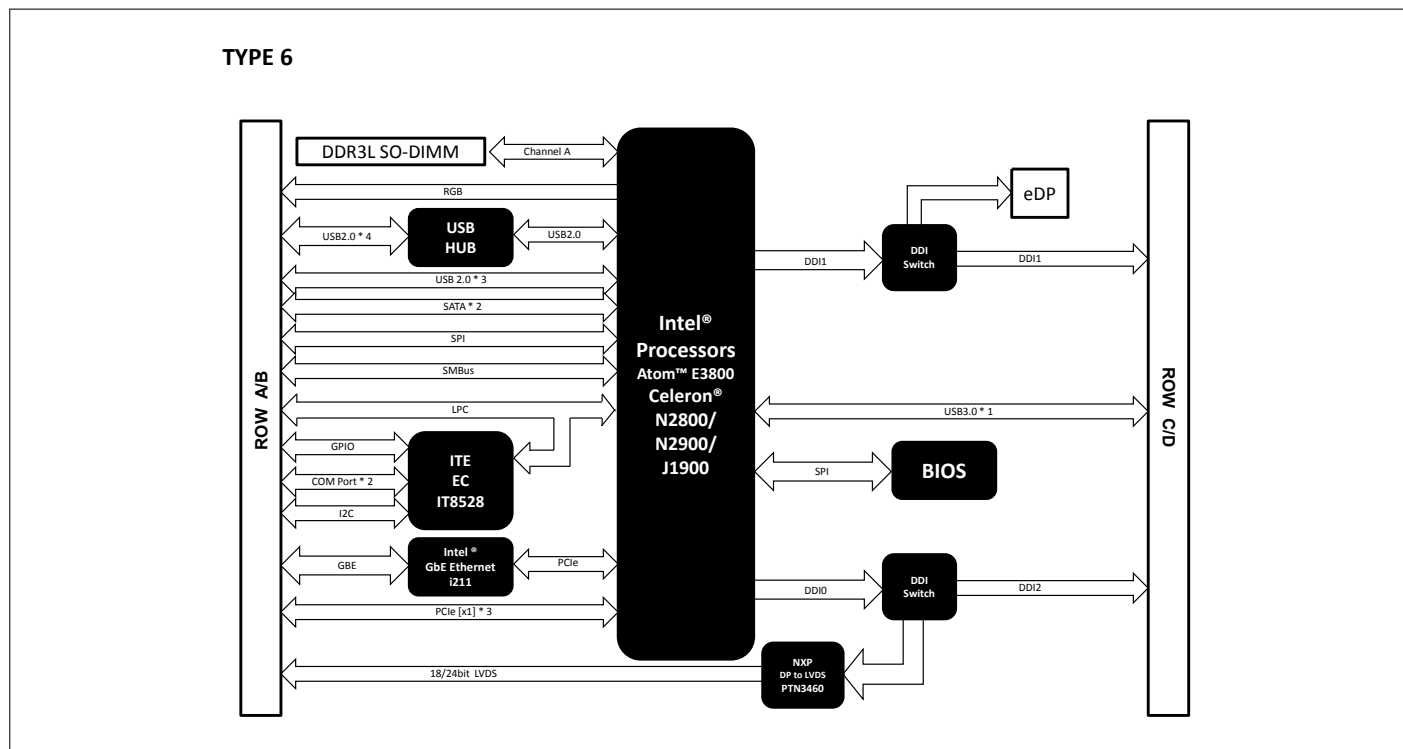 TYPE 6
ROW A/B
DDR3L SO-DIMM
Channel A
RGB
USB2.0 * 4
USB
HUB
USB2.0
USB 2.0 * 3
SATA * 2
SPI
SMBus
LPC
GPIO
COM Port * 2
I2C
ITE
EC
IT8528
GBE
Intel ®
GbE Ethernet
i211
PCIe
PCIe [x1] * 3
18/24bit LVDS
Intel®
Processors
Atom™ E3800
Celeron®
N2800/
N2900/
J1900
eDP
DDI1
DDI
Switch
DDI1
USB3.0 * 1
SPI
BIOS
DDI0
DDI
Switch
DDI2
NXP
DP to LVDS
PTN3460
ROW C/D